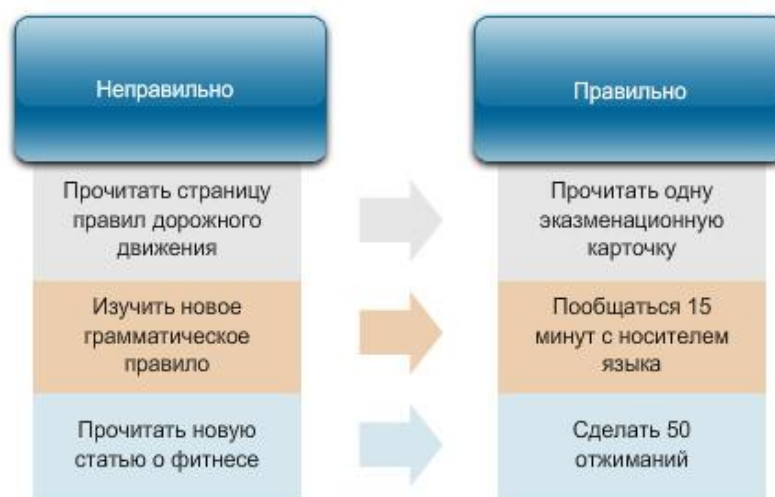 Неправильно
Правильно
Прочитать страницу
правил дорожного
движения
Прочитать одну
эказменационную
карточку
Изучить новое
грамматическое
правило
Пообщаться 15
минут с носителем
языка
Прочитать новую
статью о фитнесе
Сделать 50
отжиманий